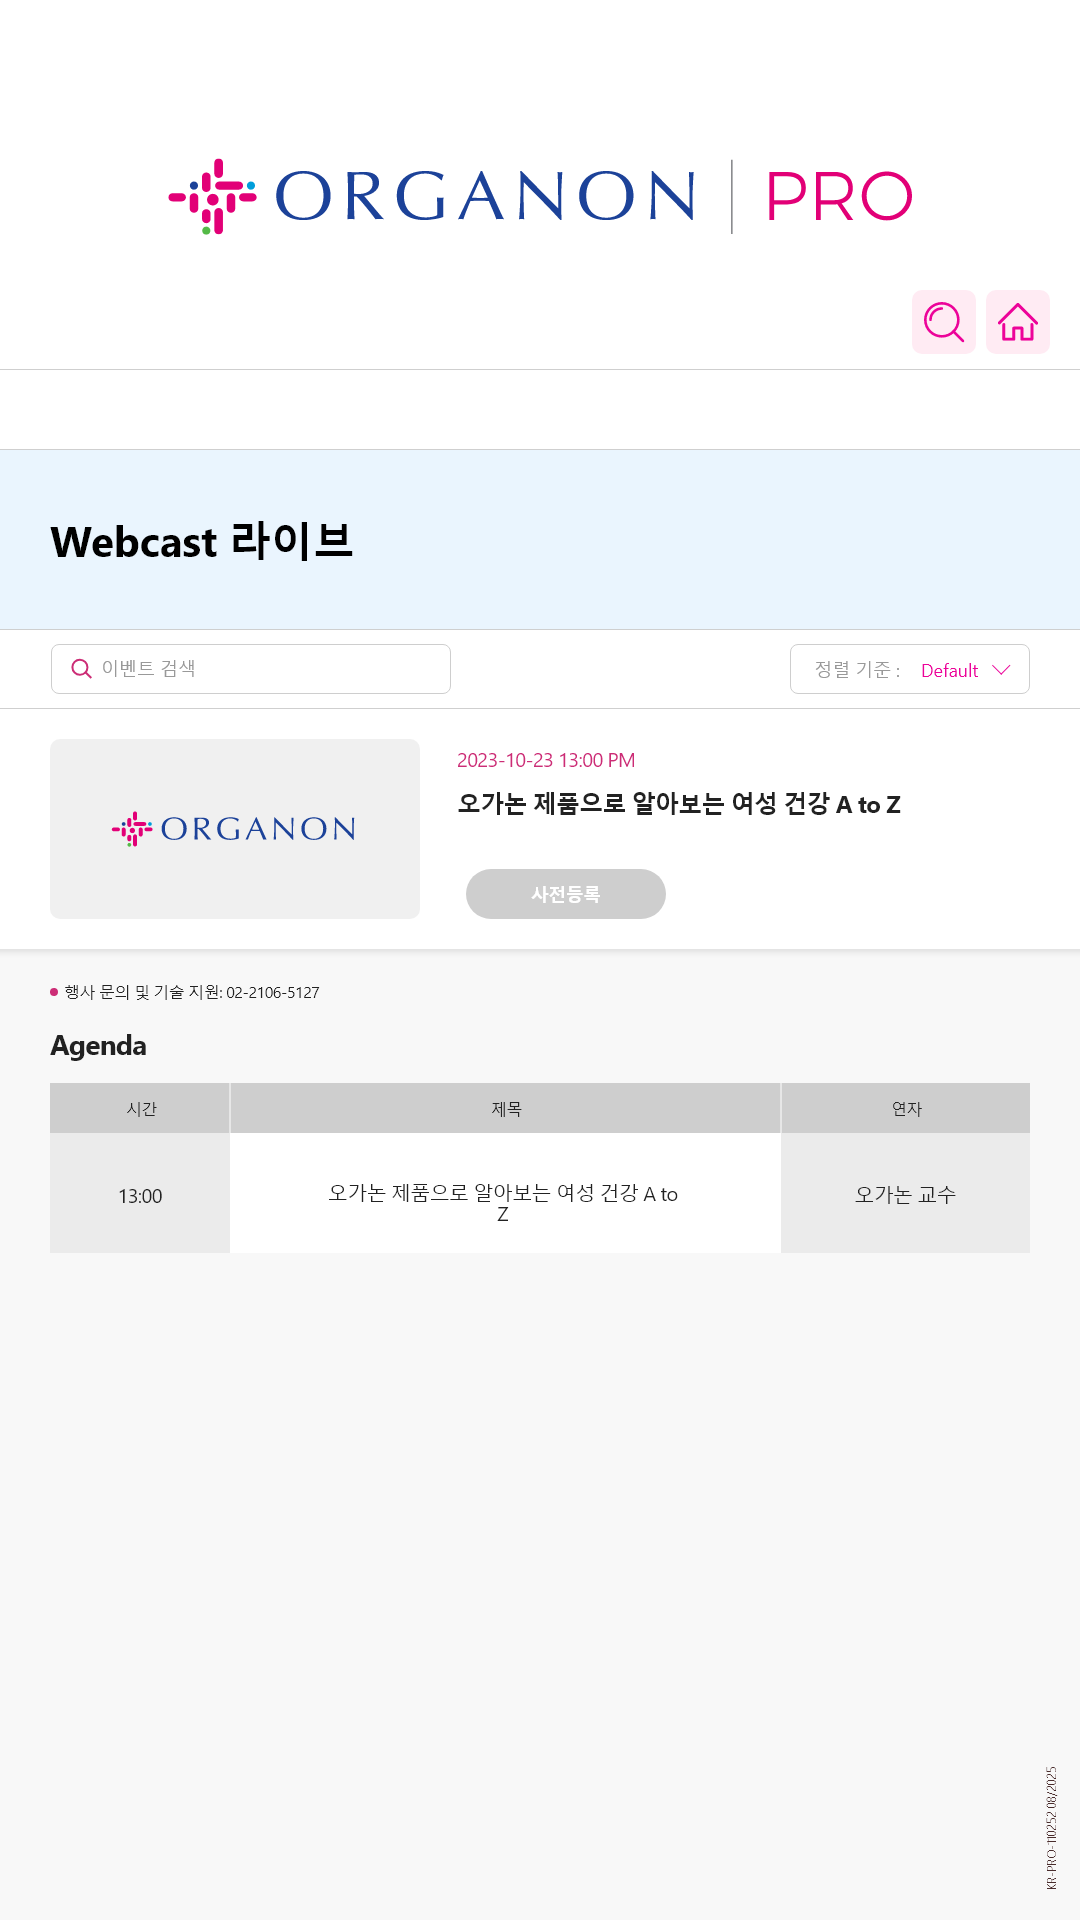 ORGANON PRO
Webcast 라이브
이벤트 검색
정렬 기준 : Default
ORGANON
2023-10-23 13:00 PM
오가논 제품으로 알아보는 여성 건강 A to Z
사전등록
행사 문의 및 기술 지원: 02-2106-5127
Agenda
시간 제목 연자
13:00 오가논 제품으로 알아보는 여성 건강 A to
Z
오가논 교수
KR-PRO-110252 08/2025